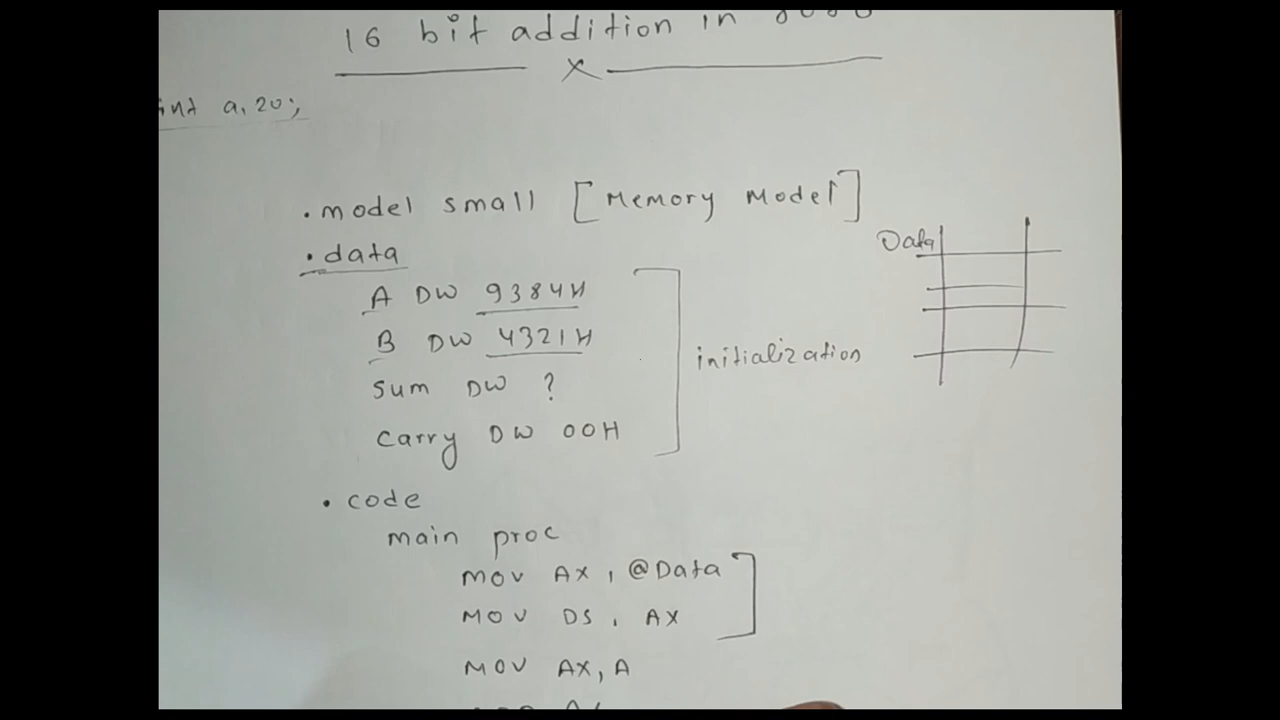 16 bit addition in 8086
int a, 20;
.model small [Memory Model]
.data
Data
A DW 9384H
B DW 4321H
initialization
sum DW ?
carry DW 00H
.code
main proc
MOV AX, @Data
MOV DS, AX
MOV AX, A